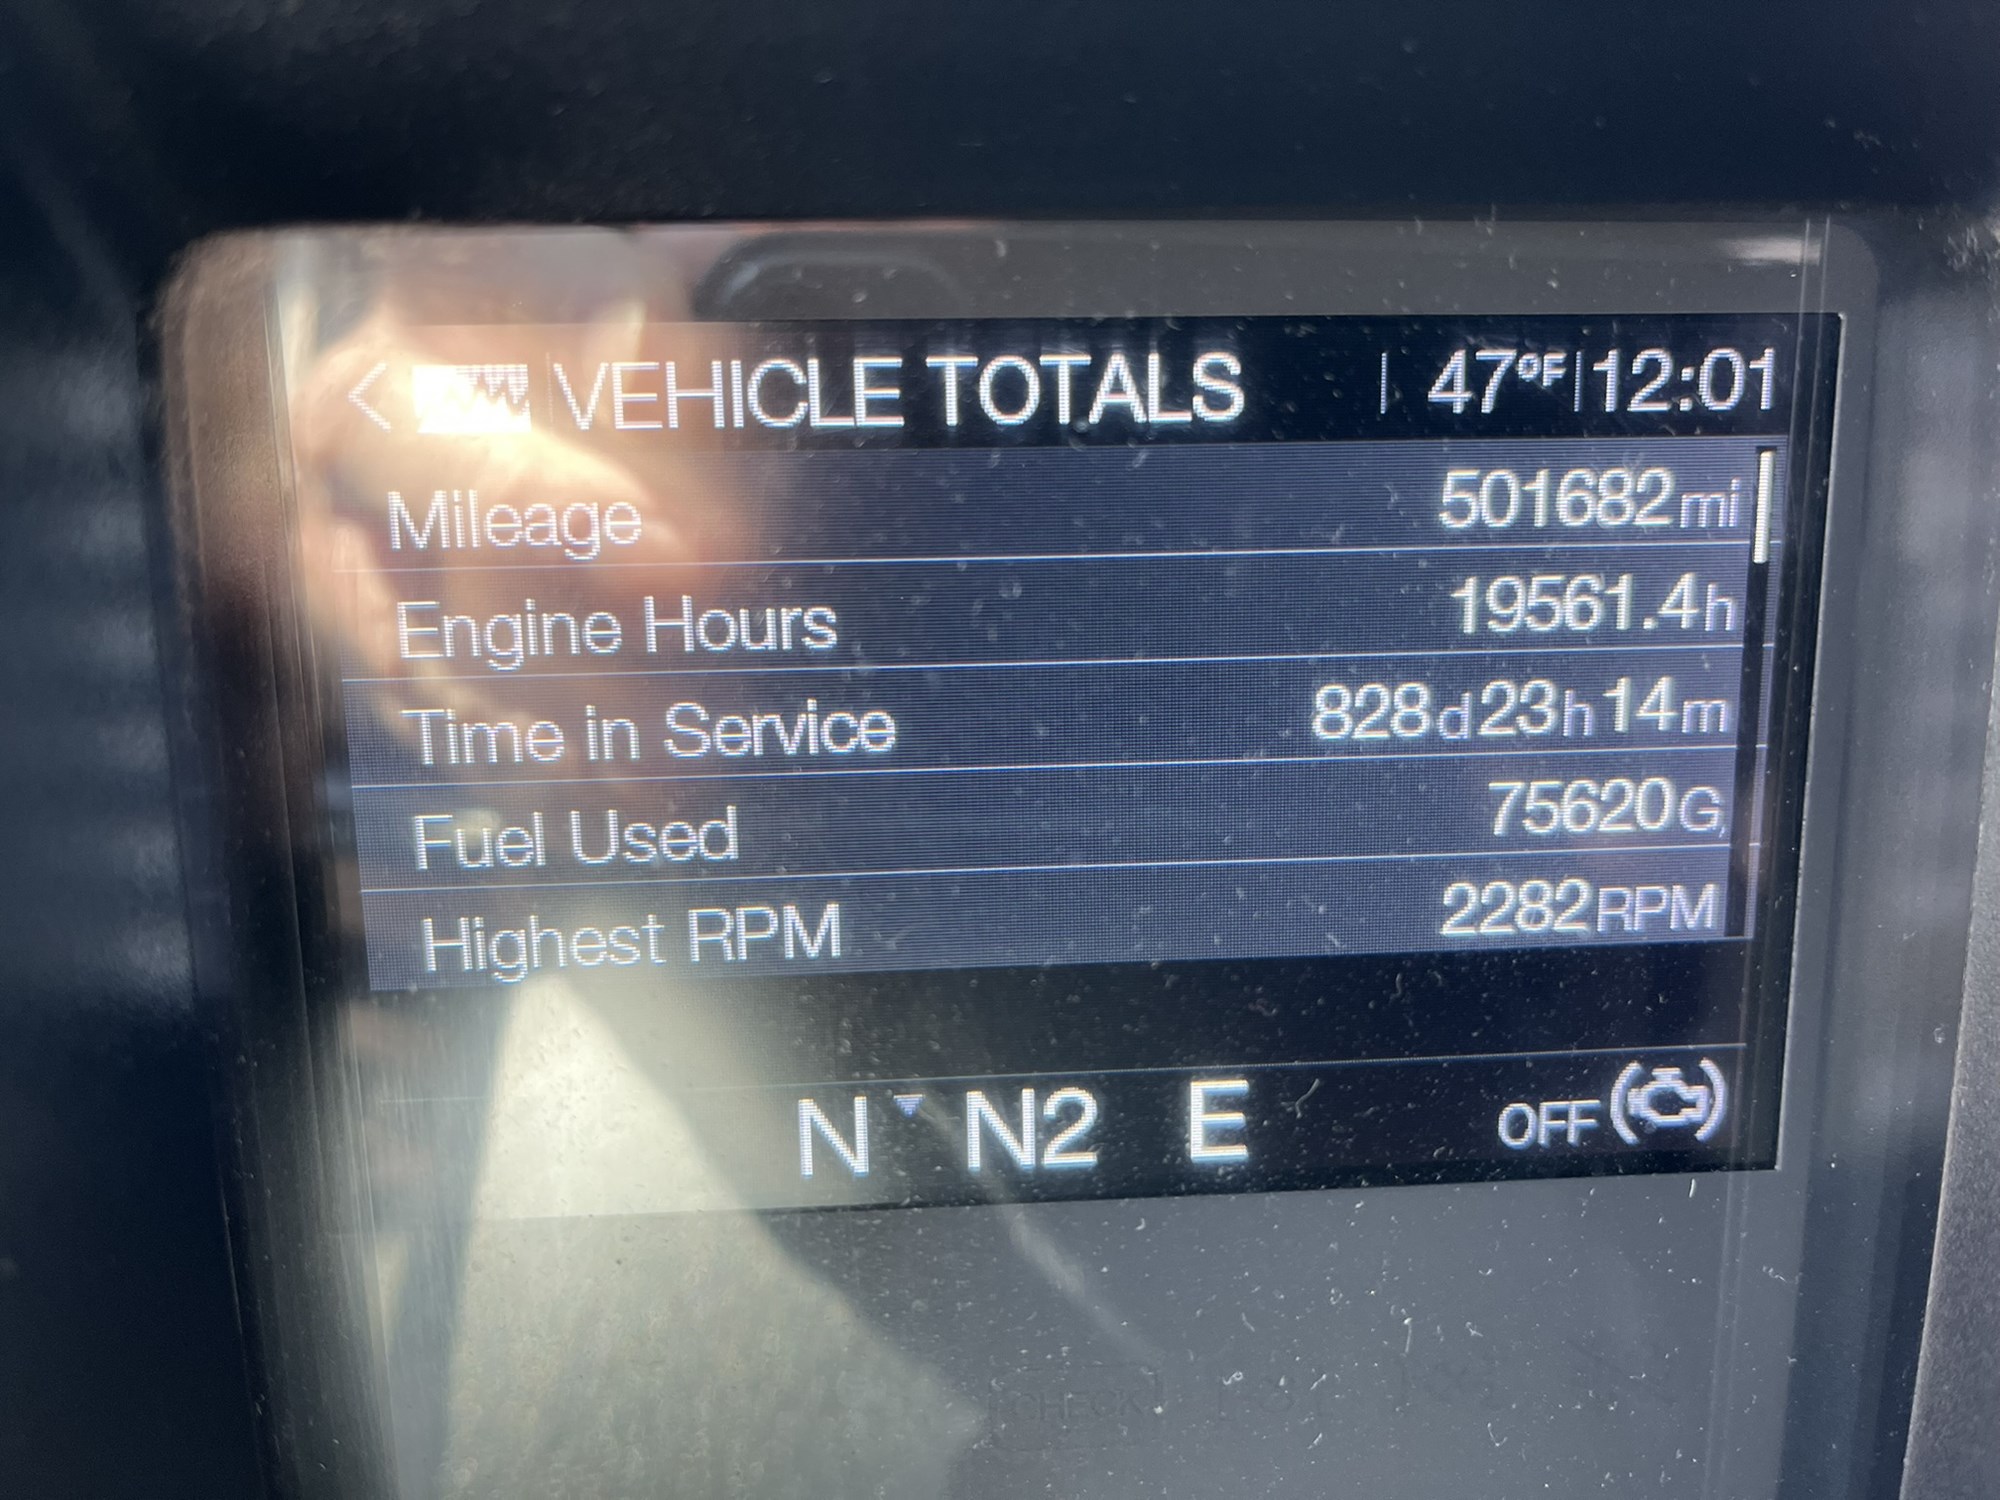 VEHICLE TOTALS | 47°F | 12:01
Mileage 501682 mi
Engine Hours 19561.4 h
Time in Service 828 d 23 h 14 m
Fuel Used 75620 G
Highest RPM 2282 RPM
N N2 E OFF
CHECK